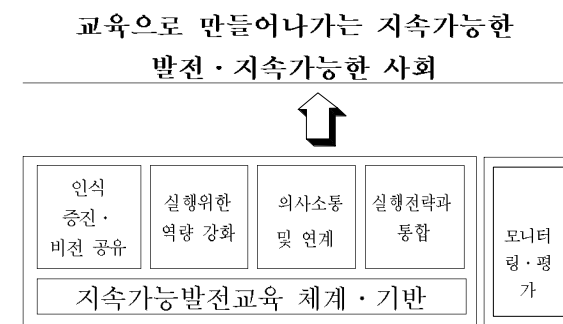 교육으로 만들어나가는 지속가능한
발전·지속가능한 사회
인식
증진·
비전 공유
실행위한
역량 강화
의사소통
및 연계
실행전략과
통합
모니터
링·평
가
지속가능발전교육 체계·기반